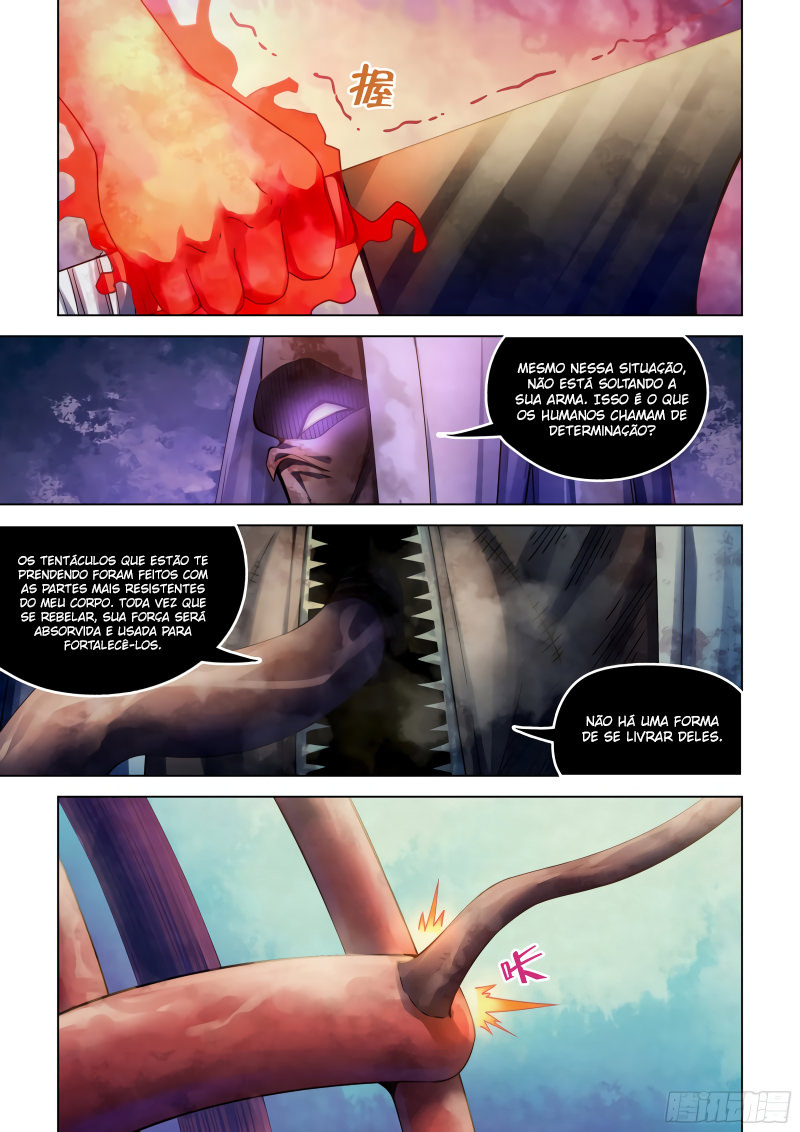 握
MESMO NESSA SITUAÇÃO,
NÃO ESTÁ SOLTANDO A
SUA ARMA. ISSO É O QUE
OS HUMANOS CHAMAM DE
DETERMINAÇÃO?
OS TENTÁCULOS QUE ESTÃO TE
PRENDENDO FORAM FEITOS COM
AS PARTES MAIS RESISTENTES
DO MEU CORPO. TODA VEZ QUE
SE REBELAR, SUA FORÇA SERÁ
ABSORVIDA E USADA PARA
FORTALECÊ-LOS.
NÃO HÁ UMA FORMA
DE SE LIVRAR DELES.
咔
腾讯动漫